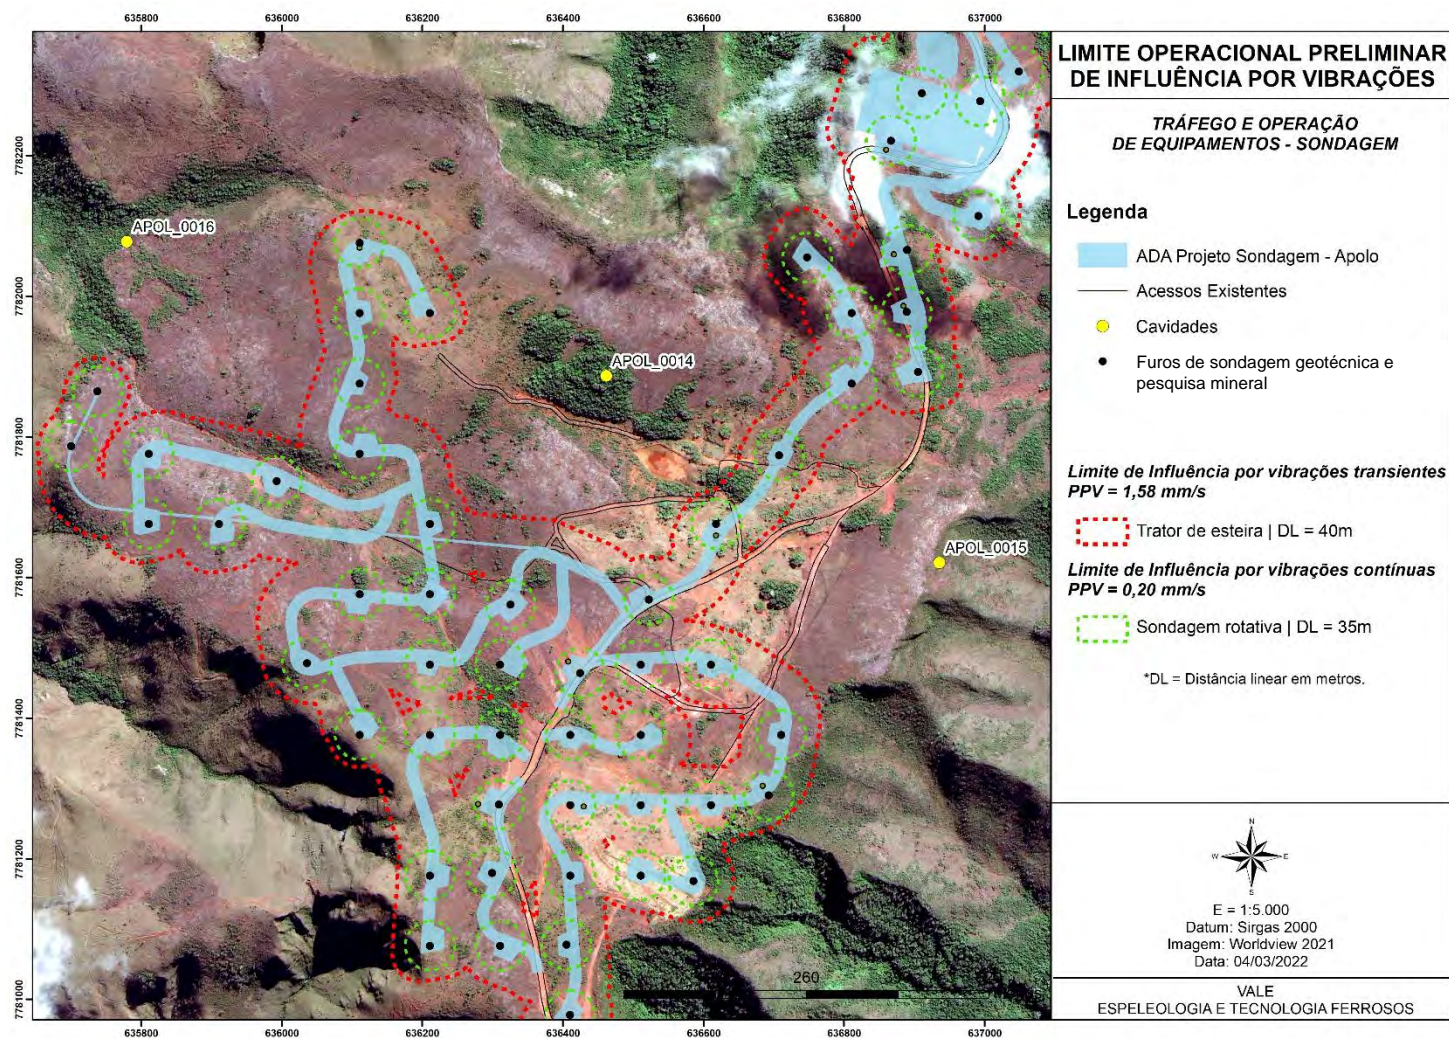 635800 636000 636200 636400 636600 636800 637000
7782200
7782000
7781800
7781600
7781400
7781200
7781000
APOL_0016
APOL_0014
APOL_0015
260
635800 636000 636200 636400 636600 636800 637000
LIMITE OPERACIONAL PRELIMINAR
DE INFLUÊNCIA POR VIBRAÇÕES
TRÁFEGO E OPERAÇÃO
DE EQUIPAMENTOS - SONDAGEM
Legenda
ADA Projeto Sondagem - Apolo
Acessos Existentes
Cavidades
Furos de sondagem geotécnica e
pesquisa mineral
Limite de Influência por vibrações transientes
PPV = 1,58 mm/s
Trator de esteira | DL = 40m
Limite de Influência por vibrações contínuas
PPV = 0,20 mm/s
Sondagem rotativa | DL = 35m
*DL = Distância linear em metros.
N
W E
S
E = 1:5.000
Datum: Sirgas 2000
Imagem: Worldview 2021
Data: 04/03/2022
VALE
ESPELEOLOGIA E TECNOLOGIA FERROSOS